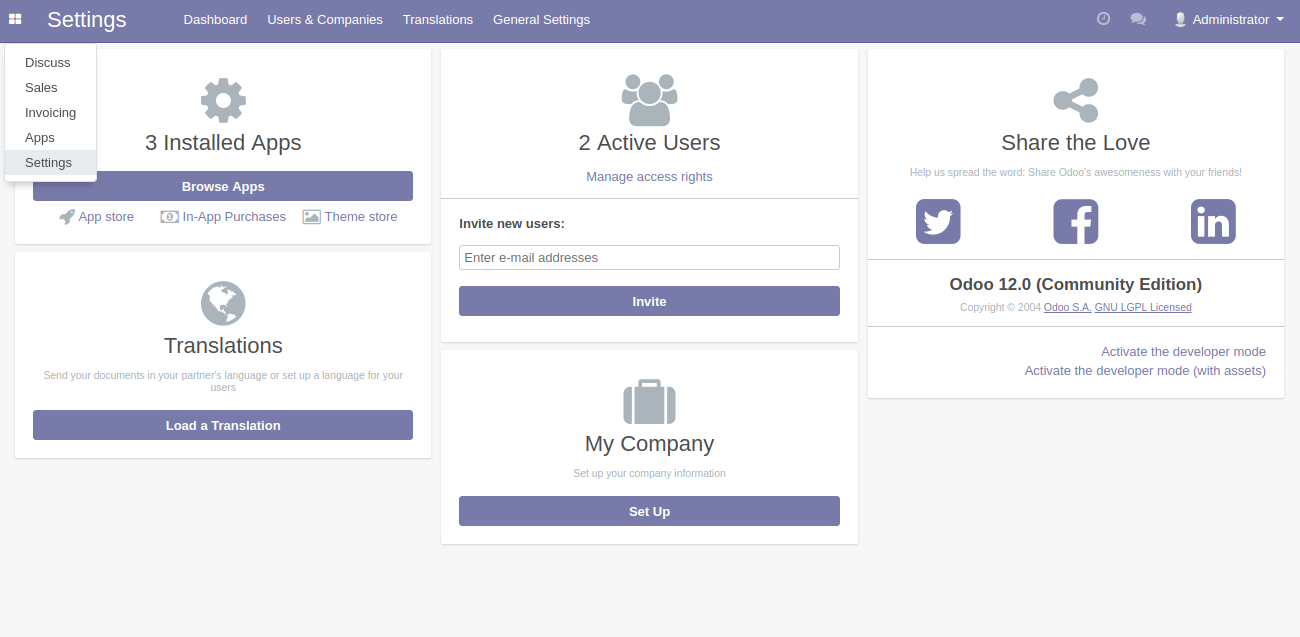 Settings
Dashboard Users & Companies Translations General Settings
Administrator
Discuss
Sales
Invoicing
Apps
Settings
3 Installed Apps
Browse Apps
App store In-App Purchases Theme store
Translations
Send your documents in your partner's language or set up a language for your
users
Load a Translation
2 Active Users
Manage access rights
Invite new users:
Enter e-mail addresses
Invite
My Company
Set up your company information
Set Up
Share the Love
Help us spread the word: Share Odoo's awesomeness with your friends!
Odoo 12.0 (Community Edition)
Copyright © 2004 Odoo S.A. GNU LGPL Licensed
Activate the developer mode
Activate the developer mode (with assets)